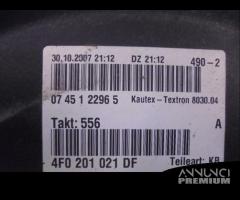 30.10.2007 21:12 DZ 21:12 490-2
07 45 1 2296 5 Kautex-Textron 8030.04
Takt: 556 A
4F0 201 021 DF Teileart: KB
AUTOMOTOR
PREMIUM